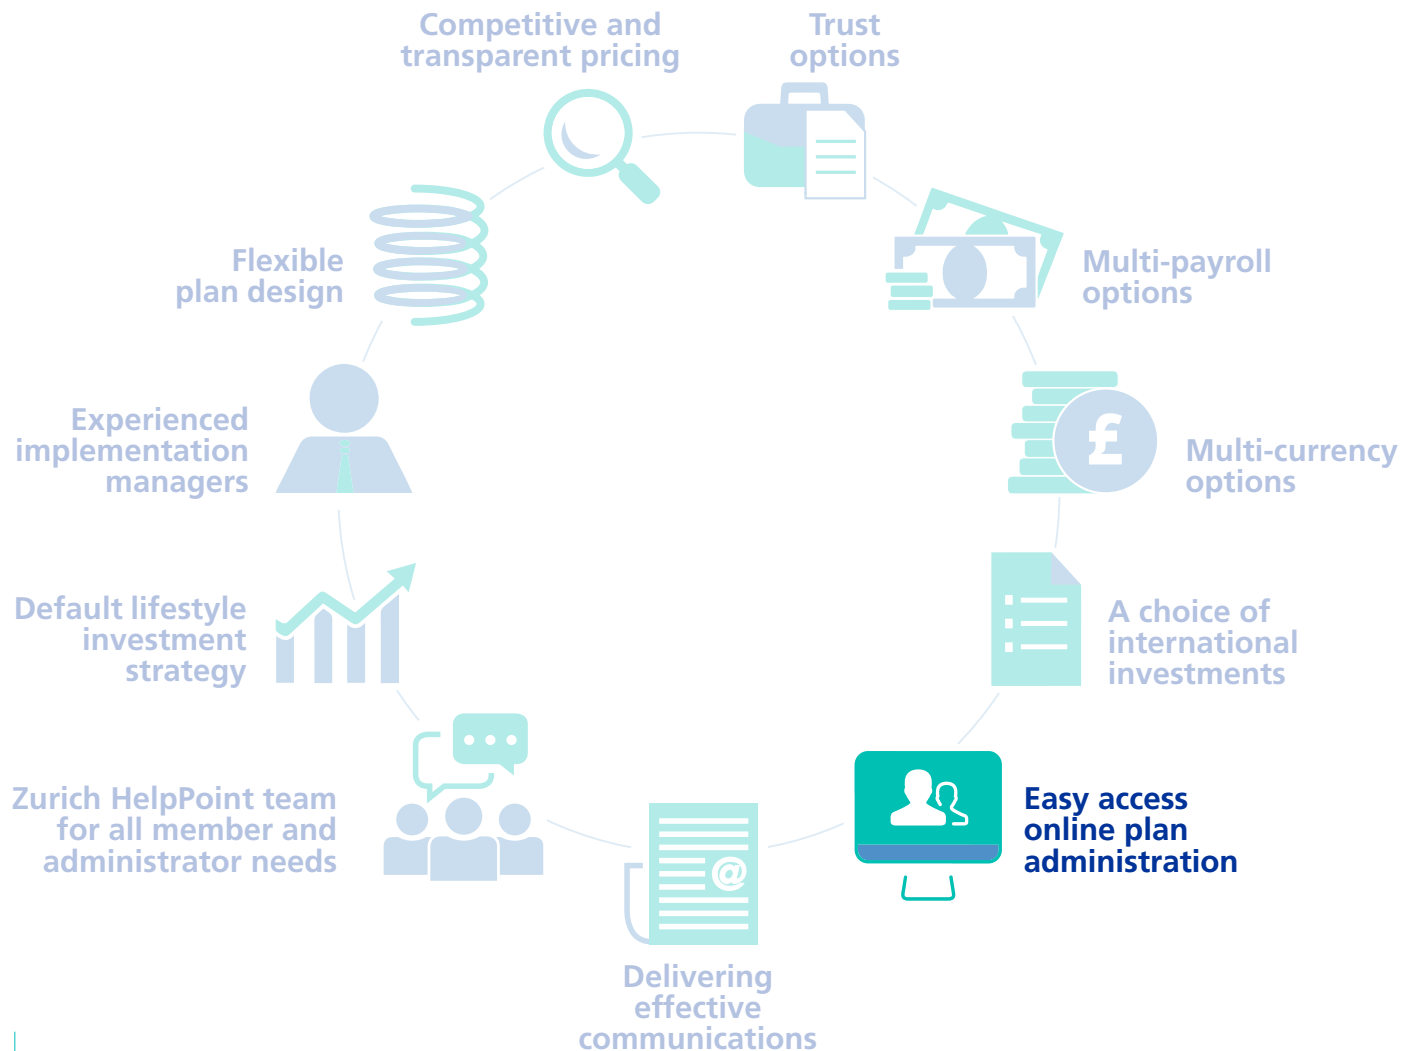 Competitive and
transparent pricing
Trust
options
Flexible
plan design
Multi-payroll
options
Experienced
implementation
managers
£
Multi-currency
options
Default lifestyle
investment
strategy
A choice of
international
investments
Zurich HelpPoint team
for all member and
administrator needs
@
Easy access
online plan
administration
Delivering
effective
communications